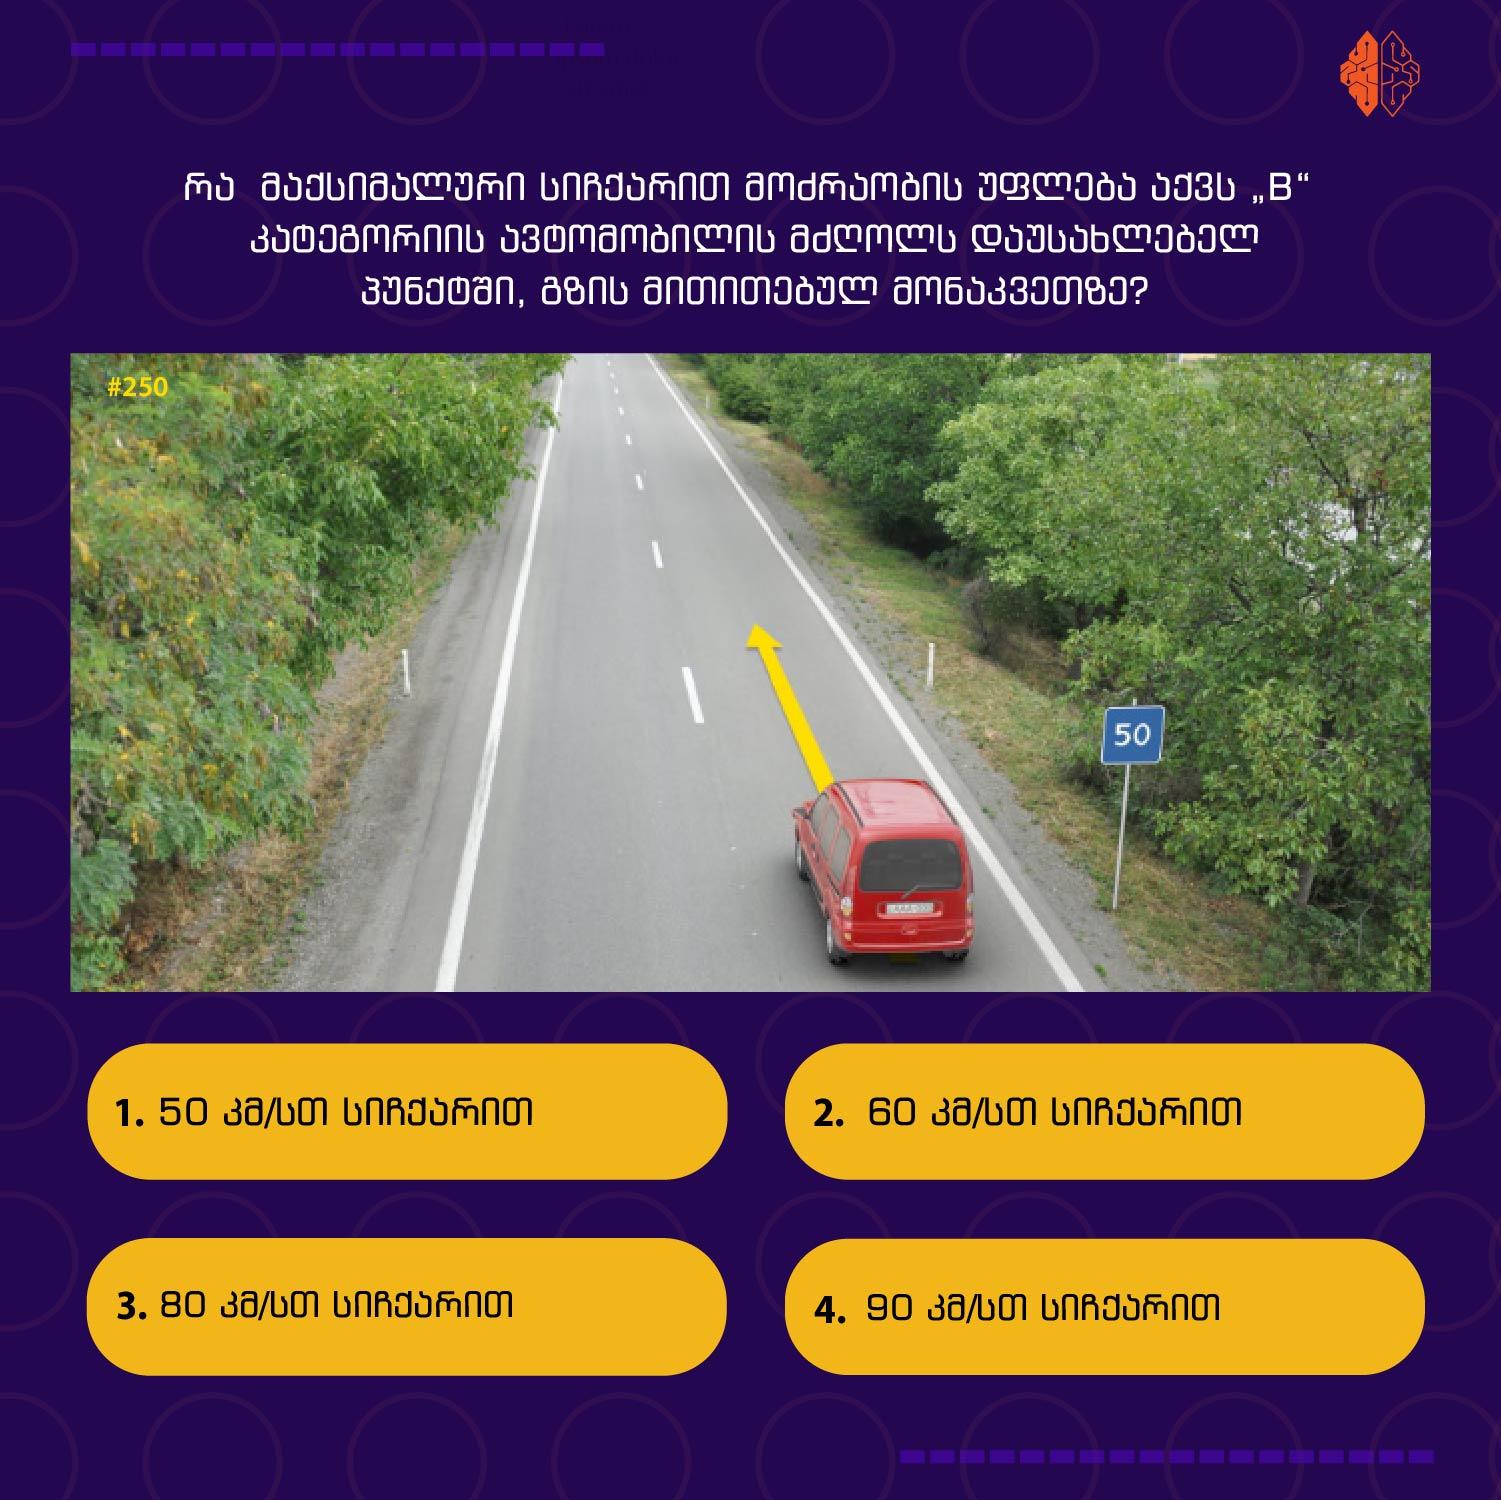 რა მაქსიმალური სიჩქარით მოძრაობის უფლება აქვს „B“
კატეგორიის ავტომობილის მძღოლს დაუსახლებელ
პუნქტში, გზის მითითებულ მონაკვეთზე?
#250
50
1. 50 კმ/სთ სიჩქარით
2. 60 კმ/სთ სიჩქარით
3. 80 კმ/სთ სიჩქარით
4. 90 კმ/სთ სიჩქარით